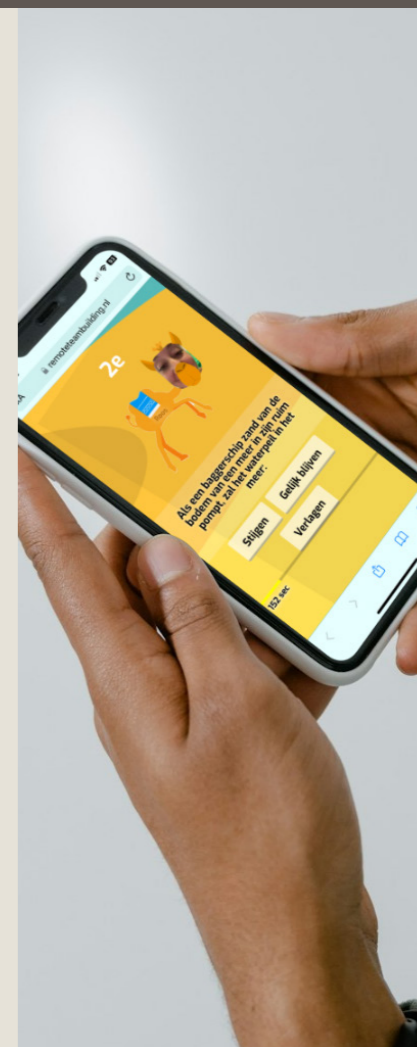 remoteteambuilding.nl
2e
Als een baggerschip zand van de
bodem van een meer in zijn ruim
pompt, zal het waterpeil in het
meer:
Stijgen
Gelijk blijven
Verlagen
152 sec